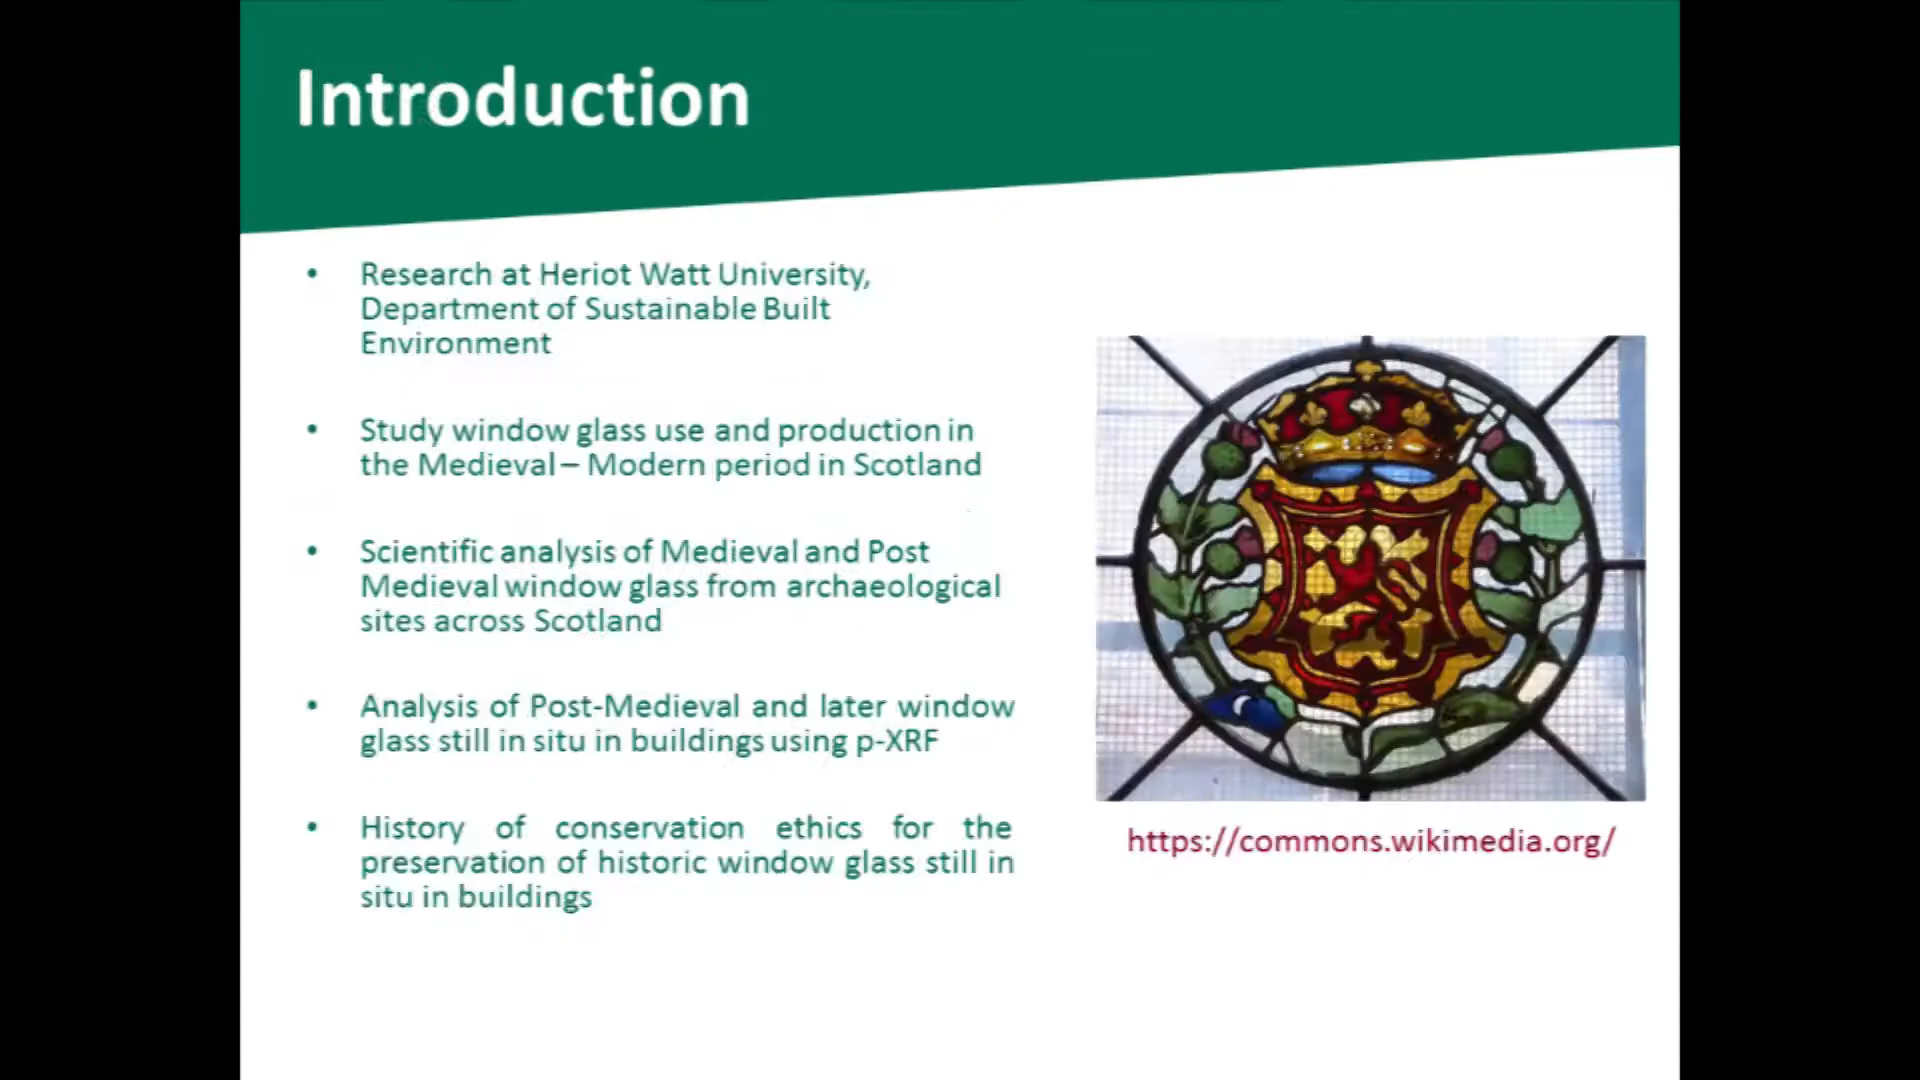 Introduction
• Research at Heriot Watt University,
Department of Sustainable Built
Environment
• Study window glass use and production in
the Medieval – Modern period in Scotland
• Scientific analysis of Medieval and Post
Medieval window glass from archaeological
sites across Scotland
• Analysis of Post-Medieval and later window
glass still in situ in buildings using p-XRF
• History of conservation ethics for the
preservation of historic window glass still in
situ in buildings
https://commons.wikimedia.org/